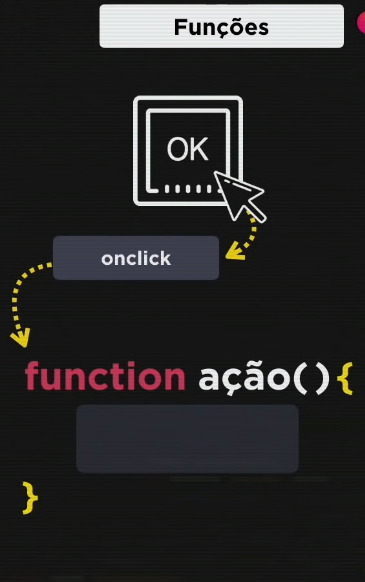 Funções
OK
onclick
function ação(){
}